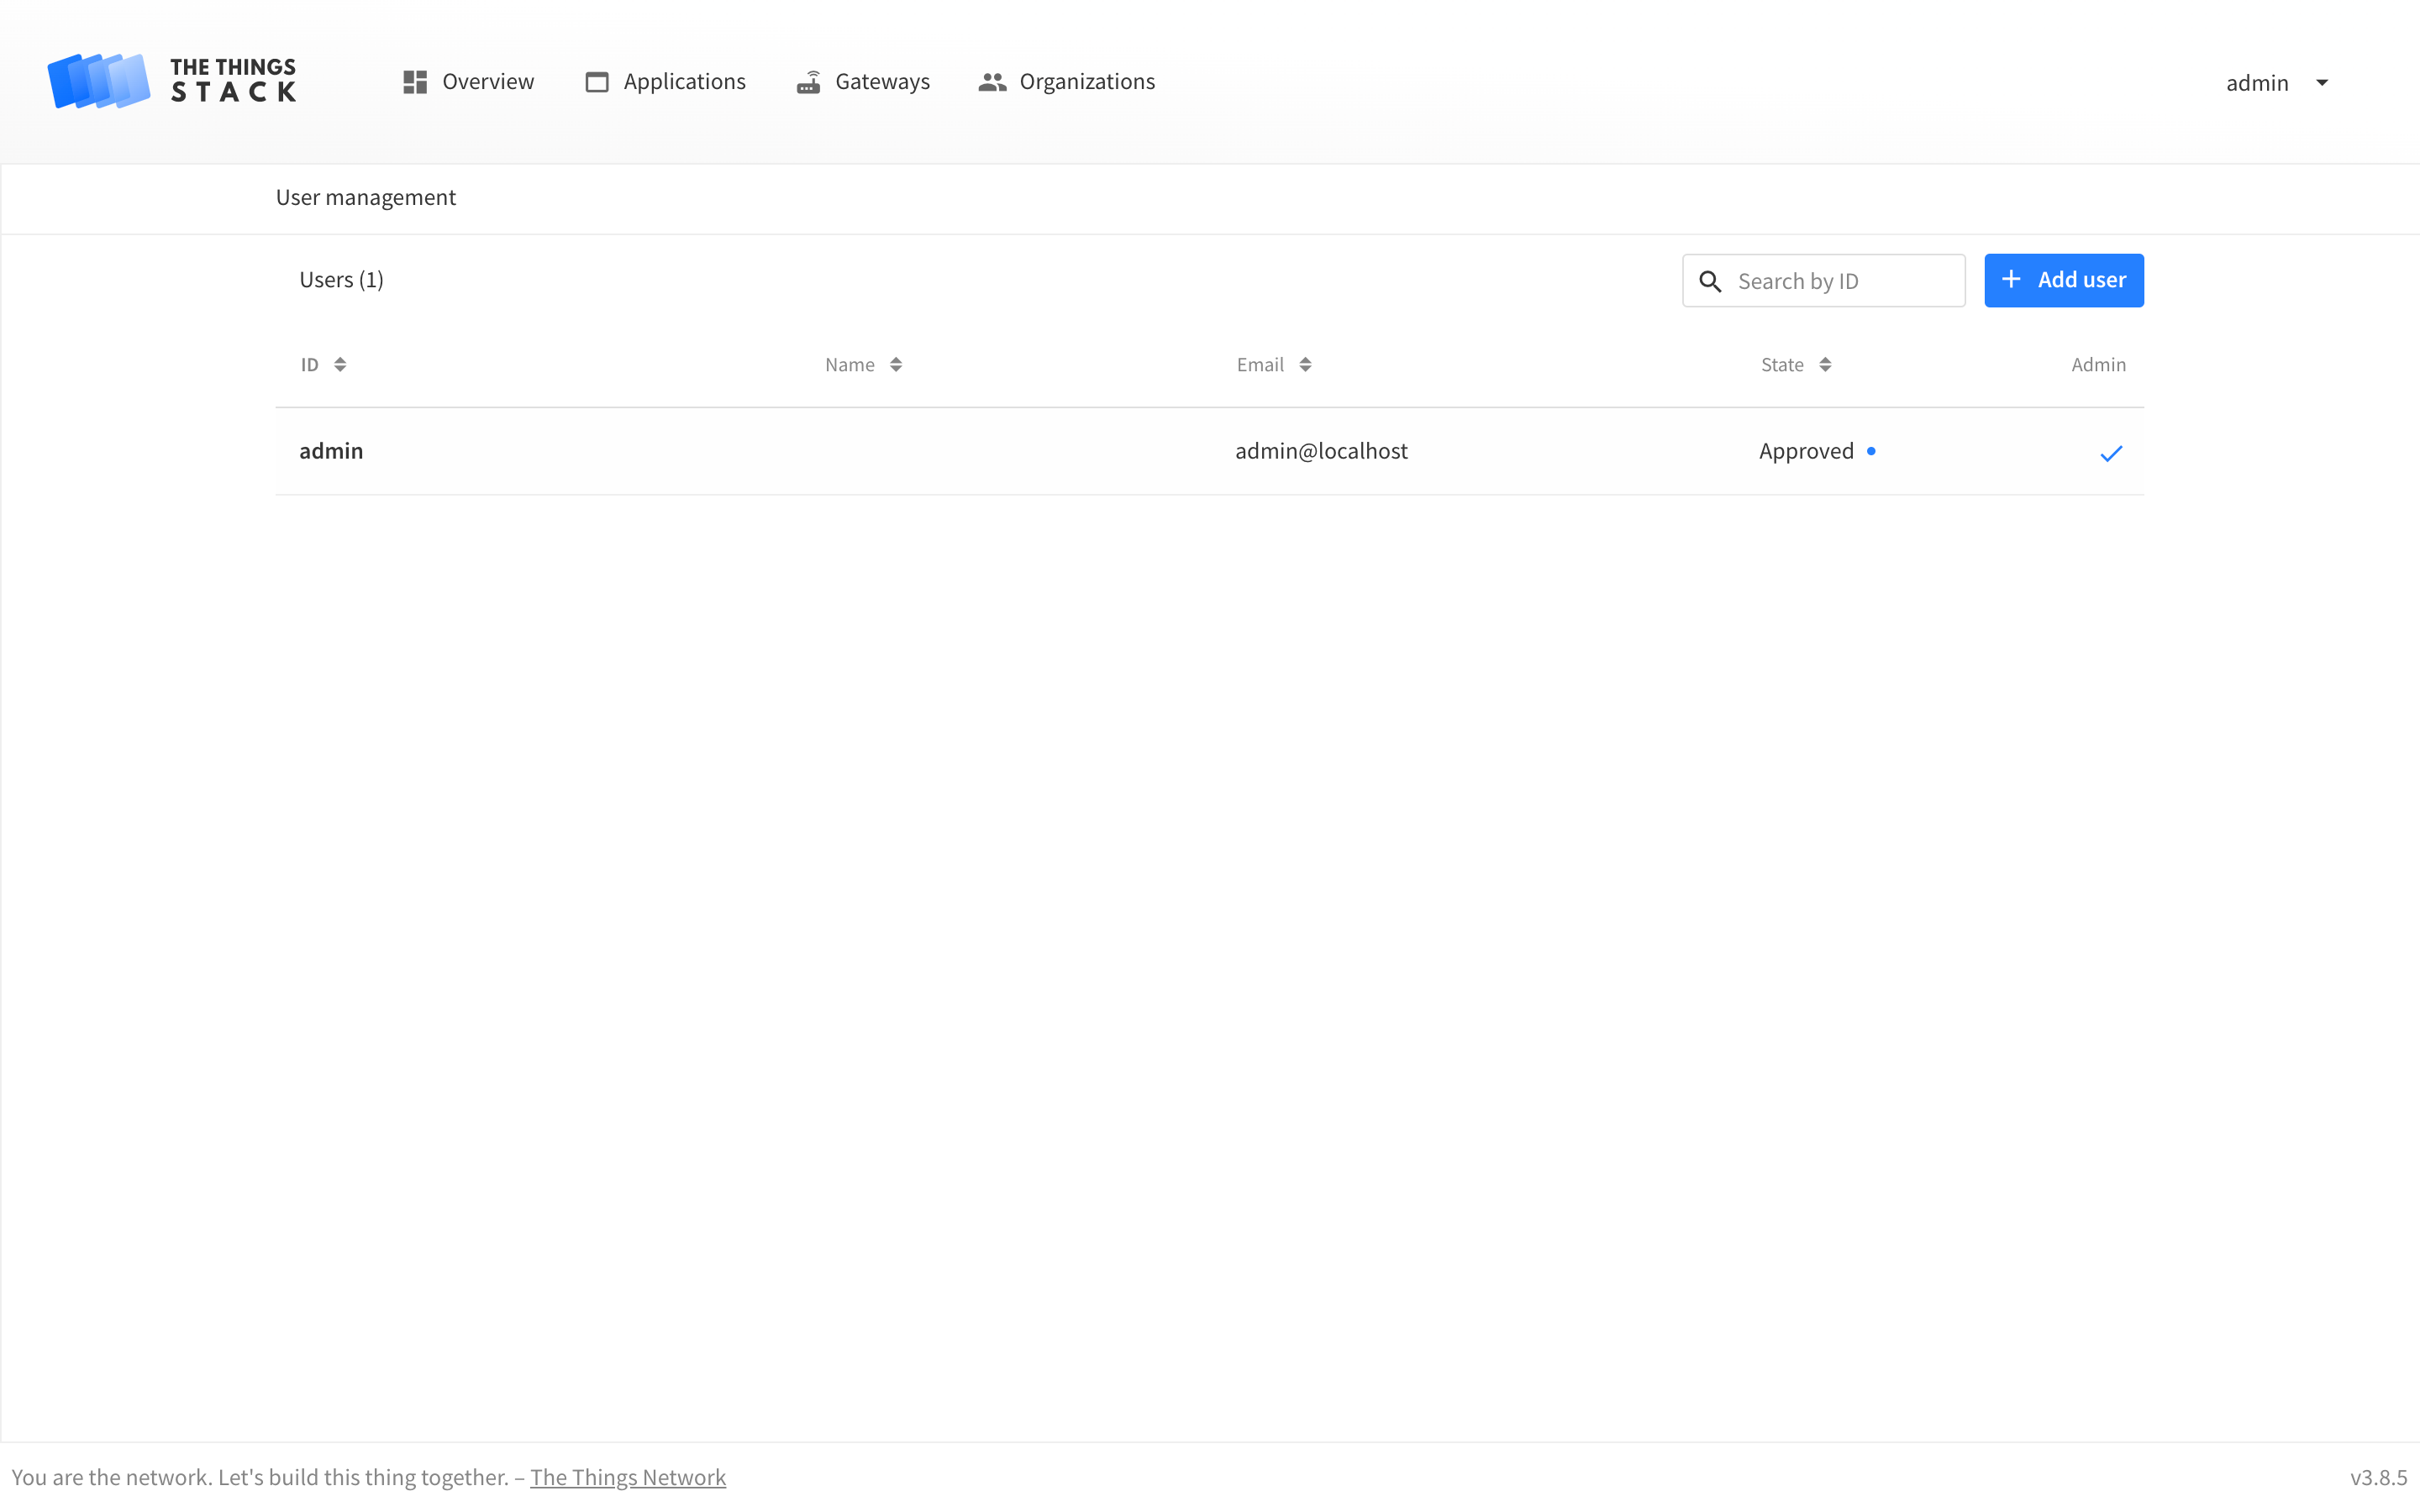 THE THINGS
STACK
Overview Applications Gateways Organizations admin
User management
Users (1) Search by ID Add user
ID Name Email State Admin
admin admin@localhost Approved
You are the network. Let's build this thing together. – The Things Network v3.8.5